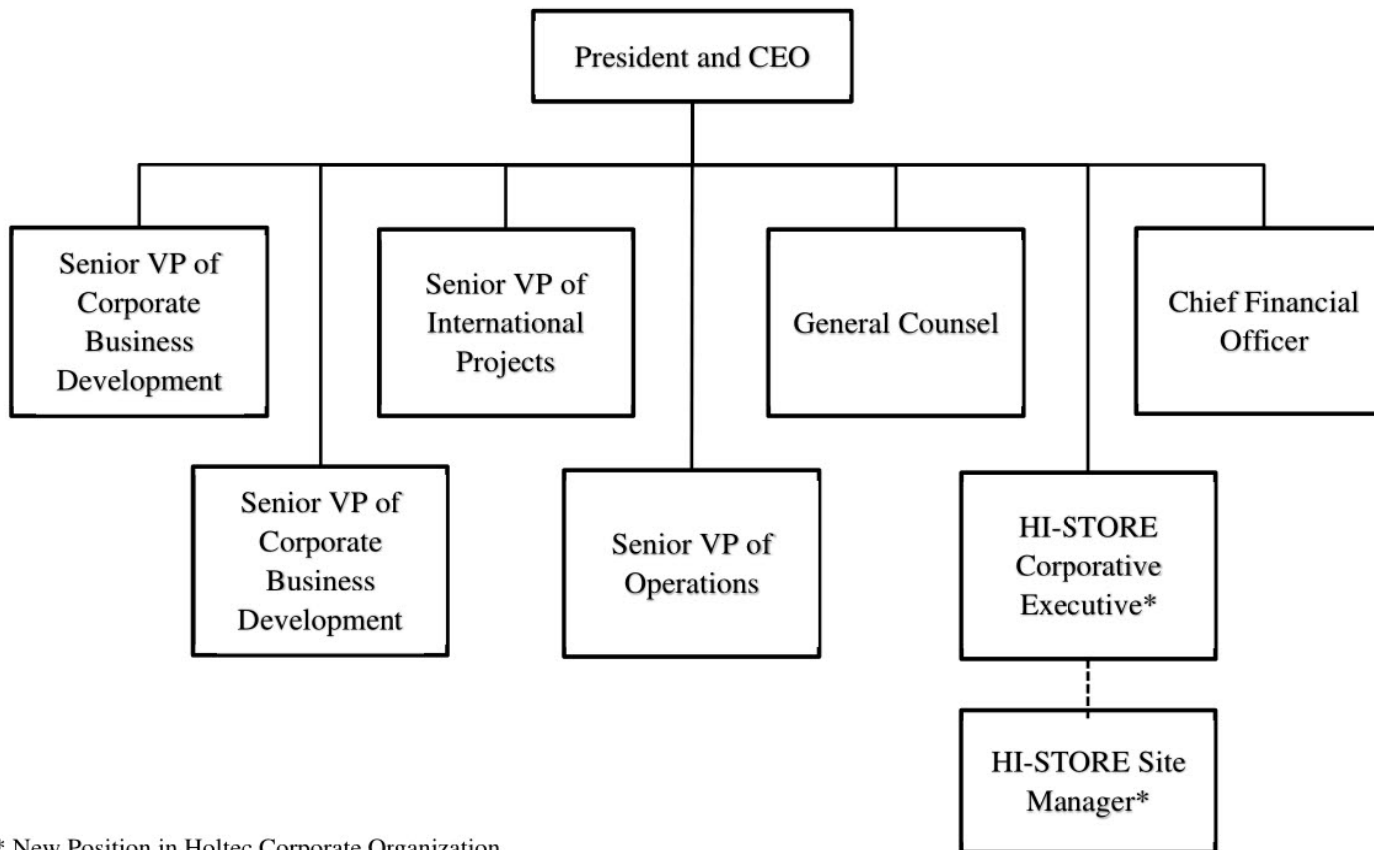 President and CEO
Senior VP of
Corporate
Business
Development
Senior VP of
International
Projects
General Counsel
Chief Financial
Officer
Senior VP of
Corporate
Business
Development
Senior VP of
Operations
HI-STORE
Corporative
Executive*
HI-STORE Site
Manager*
* New Position in Holtec Corporate Organization